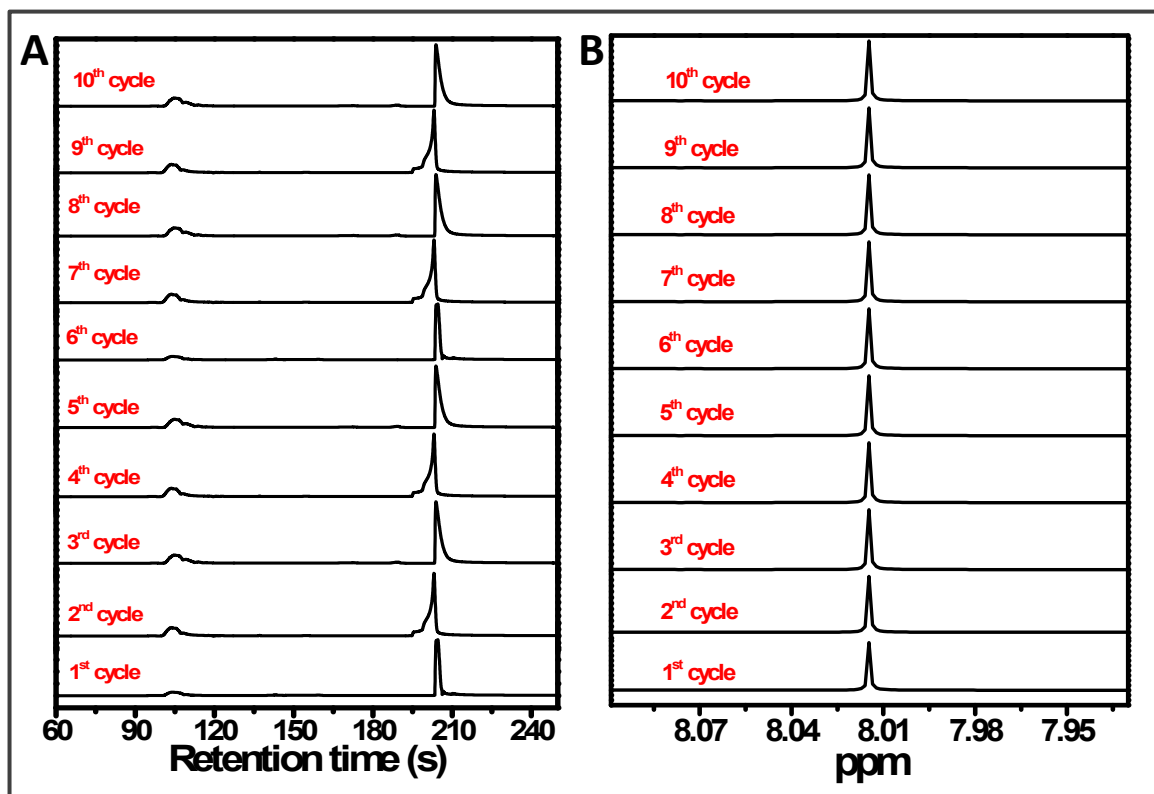 A
10th cycle
9th cycle
8th cycle
7th cycle
6th cycle
5th cycle
4th cycle
3rd cycle
2nd cycle
1st cycle
60 90 120 150 180 210 240
Retention time (s)
B
10th cycle
9th cycle
8th cycle
7th cycle
6th cycle
5th cycle
4th cycle
3rd cycle
2nd cycle
1st cycle
8.07 8.04 8.01 7.98 7.95
ppm